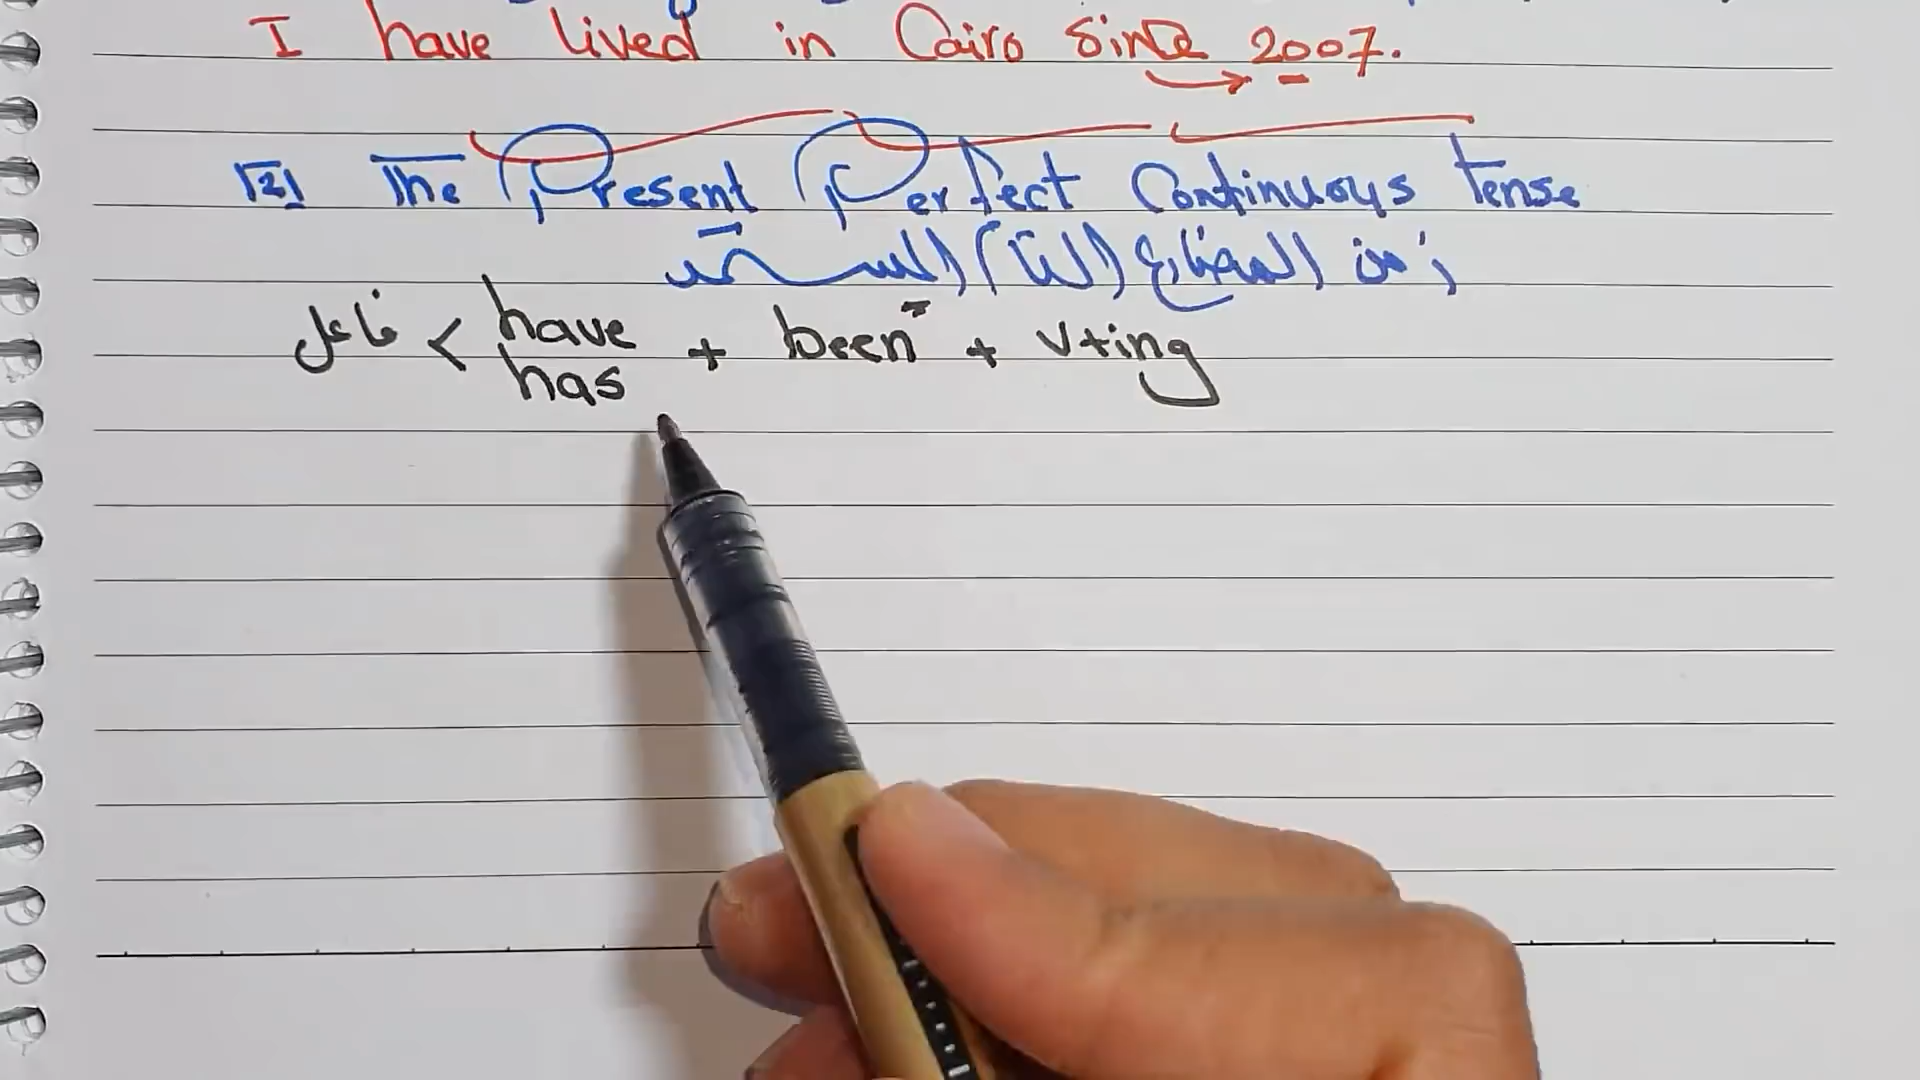 I have lived in Cairo since 2007.
[2] The Present Perfect Continuous tense
زمن المضارع التام المستمر
فاعل < have + been + v+ing
has